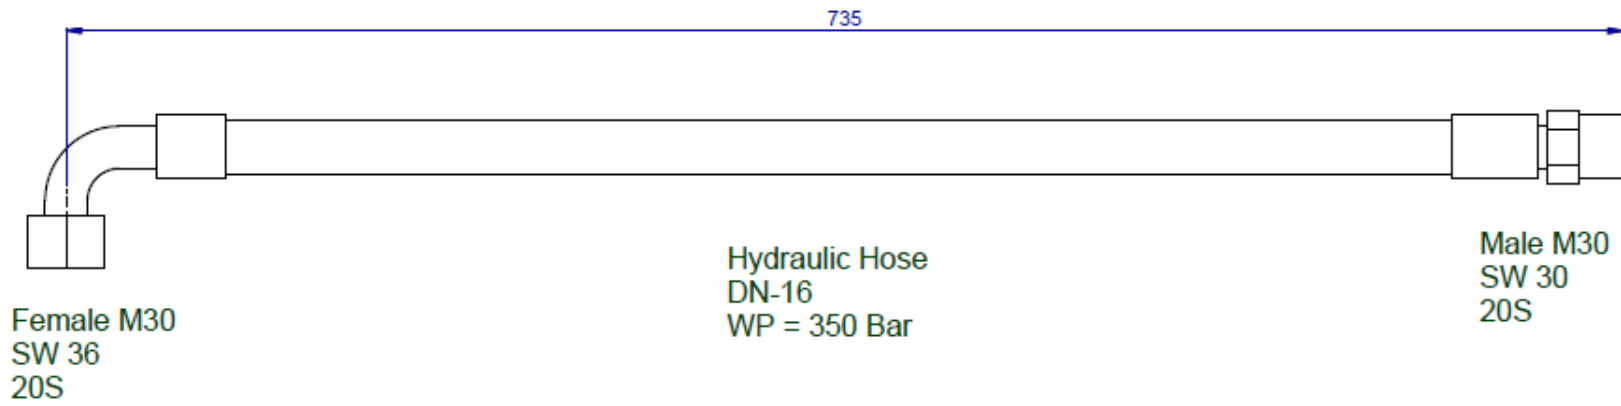 735
Hydraulic Hose
DN-16
WP = 350 Bar
Male M30
SW 30
20S
Female M30
SW 36
20S